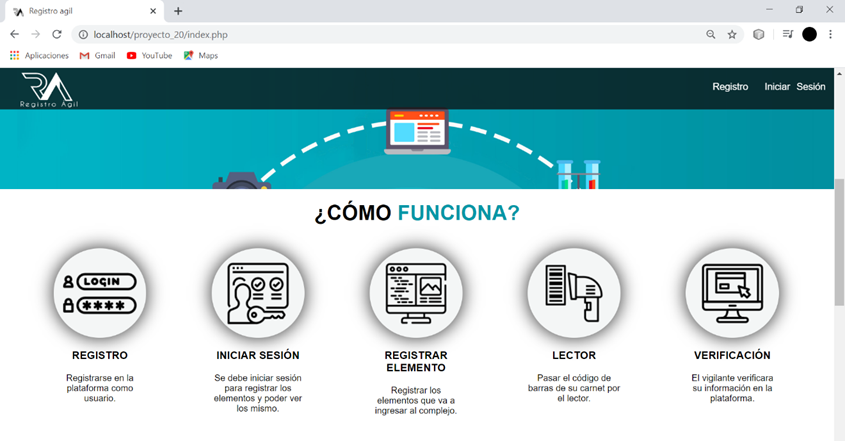 Registro agil
localhost/proyecto_20/index.php
Aplicaciones Gmail YouTube Maps
RA
Registro Agil
Registro Iniciar Sesión
¿CÓMO FUNCIONA?
LOGIN
****
REGISTRO
Registrarse en la
plataforma como
usuario.
INICIAR SESIÓN
Se debe iniciar sesión
para registrar los
elementos y poder ver
los mismo.
REGISTRAR
ELEMENTO
Registrar los
elementos que va a
ingresar al complejo.
LECTOR
Pasar el código de
barras de su carnet por
el lector.
VERIFICACIÓN
El vigilante verificara
su información en la
plataforma.